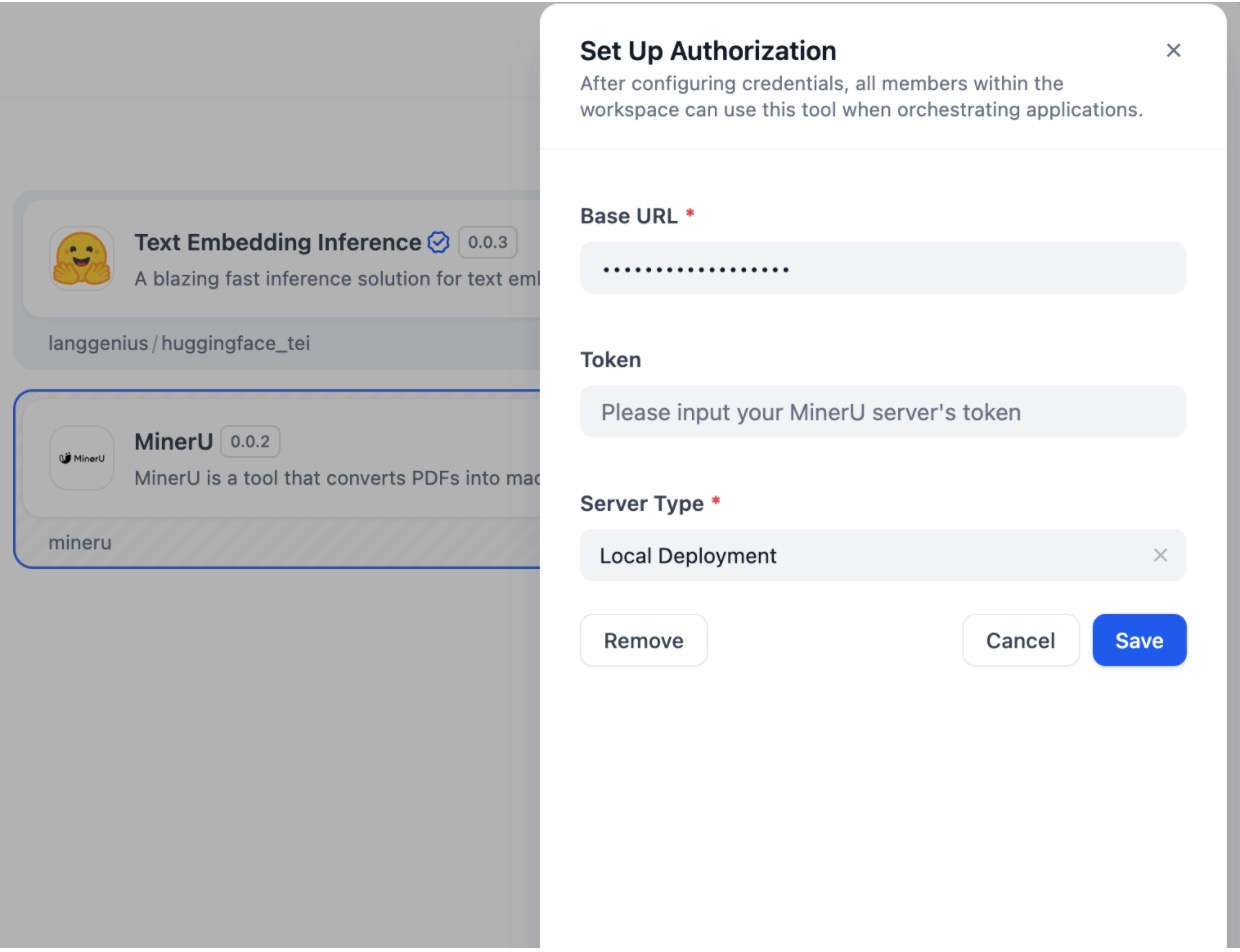 Set Up Authorization
After configuring credentials, all members within the
workspace can use this tool when orchestrating applications.
Base URL *
••••••••••••••••••
Token
Please input your MinerU server's token
Server Type *
Local Deployment
Remove
Cancel
Save
Text Embedding Inference 0.0.3
A blazing fast inference solution for text
langgenius / huggingface_tei
MinerU
MinerU 0.0.2
MinerU is a tool that converts PDFs into
mineru